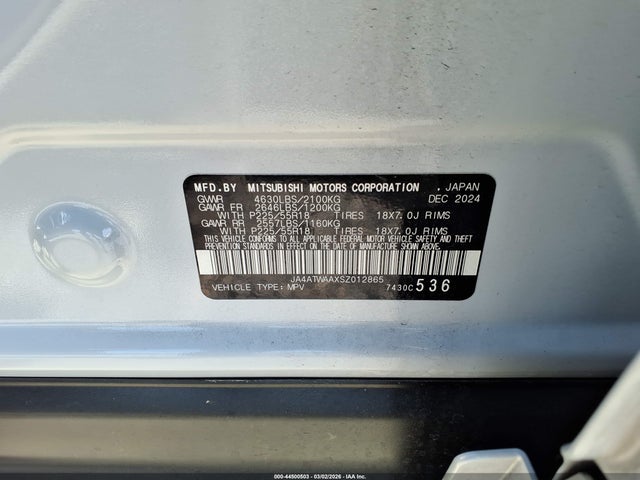 MFD.BY MITSUBISHI MOTORS CORPORATION , JAPAN
GVWR 4630LBS/2100KG DEC 2024
GAWR FR 2646LBS/1200KG
WITH P225/55R18 TIRES 18X7.0J RIMS
GAWR RR 2557LBS/1160KG
WITH P225/55R18 TIRES 18X7.0J RIMS
THIS VEHICLE CONFORMS TO ALL APPLICABLE
FEDERAL MOTOR VEHICLE SAFETY, BUMPER AND THEFT
PREVENTION STANDARDS IN EFFECT ON THE DATE OF
MANUFACTURE SHOWN ABOVE.
JA4ATWAAXSZ012865
VEHICLE TYPE: MPV 7430C 536
000-44500503 - 03/02/2026 - IAA Inc.